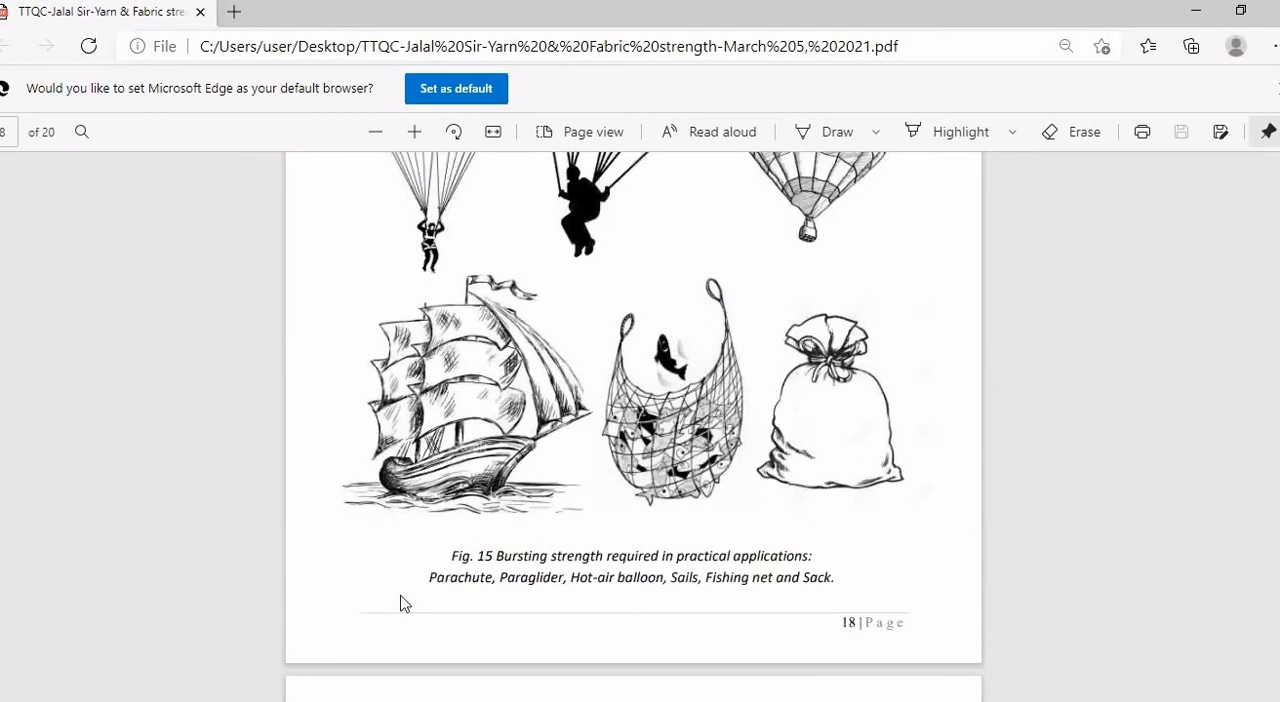 TTQC-Jalal Sir-Yarn & Fabric stre
File
C:/Users/user/Desktop/TTQC-Jalal%20Sir-Yarn%20&%20Fabric%20strength-March%205,%202021.pdf
Would you like to set Microsoft Edge as your default browser?
Set as default
8 of 20
Page view
Read aloud
Draw
Highlight
Erase
Fig. 15 Bursting strength required in practical applications:
Parachute, Paraglider, Hot-air balloon, Sails, Fishing net and Sack.
18 | P a g e